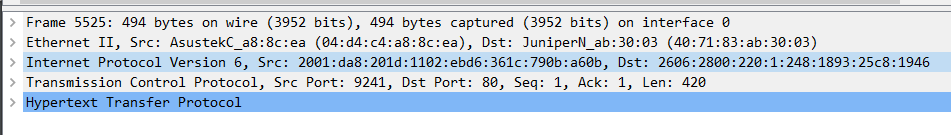 Frame 5525: 494 bytes on wire (3952 bits), 494 bytes captured (3952 bits) on interface 0
Ethernet II, Src: AsustekC_a8:8c:ea (04:d4:c4:a8:8c:ea), Dst: JuniperN_ab:30:03 (40:71:83:ab:30:03)
Internet Protocol Version 6, Src: 2001:da8:201d:1102:ebd6:361c:790b:a60b, Dst: 2606:2800:220:1:248:1893:25c8:1946
Transmission Control Protocol, Src Port: 9241, Dst Port: 80, Seq: 1, Ack: 1, Len: 420
Hypertext Transfer Protocol